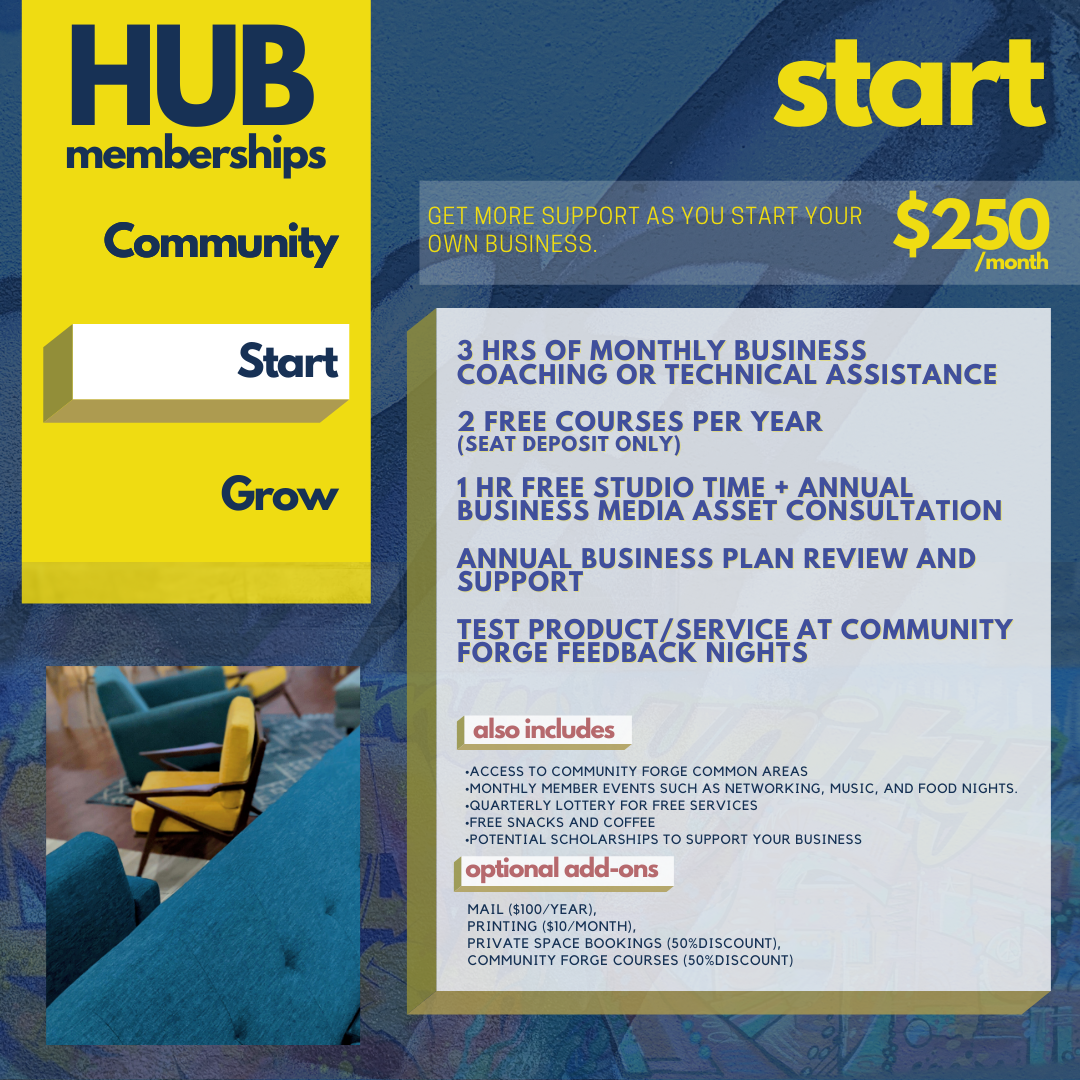 HUB
memberships
Community
Start
Grow
start
GET MORE SUPPORT AS YOU START YOUR
OWN BUSINESS.
$250
/month
3 HRS OF MONTHLY BUSINESS
COACHING OR TECHNICAL ASSISTANCE
2 FREE COURSES PER YEAR
(SEAT DEPOSIT ONLY)
1 HR FREE STUDIO TIME + ANNUAL
BUSINESS MEDIA ASSET CONSULTATION
ANNUAL BUSINESS PLAN REVIEW AND
SUPPORT
TEST PRODUCT/SERVICE AT COMMUNITY
FORGE FEEDBACK NIGHTS
also includes
•ACCESS TO COMMUNITY FORGE COMMON AREAS
•MONTHLY MEMBER EVENTS SUCH AS NETWORKING, MUSIC, AND FOOD NIGHTS.
•QUARTERLY LOTTERY FOR FREE SERVICES
•FREE SNACKS AND COFFEE
•POTENTIAL SCHOLARSHIPS TO SUPPORT YOUR BUSINESS
optional add-ons
MAIL ($100/YEAR),
PRINTING ($10/MONTH),
PRIVATE SPACE BOOKINGS (50%DISCOUNT),
COMMUNITY FORGE COURSES (50%DISCOUNT)